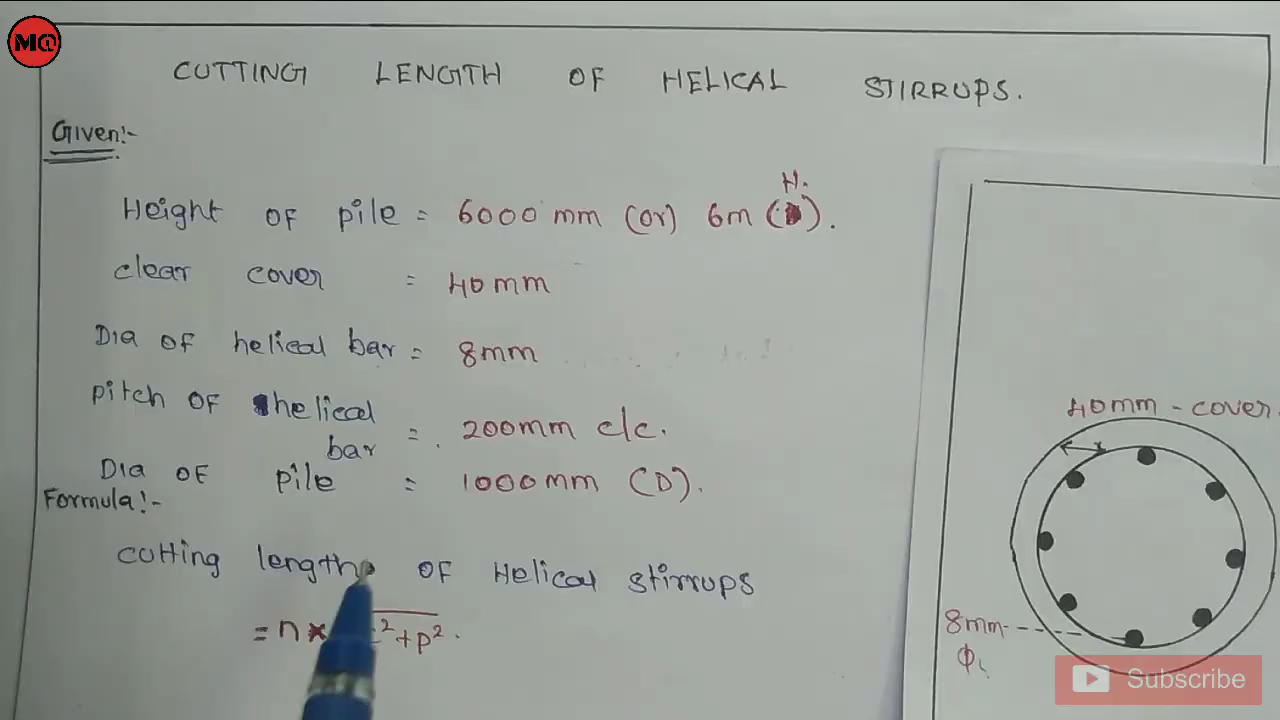 M@
CUTTING LENGTH OF HELICAL STIRRUPS.
Given:-
H.
Height of pile = 6000 mm (or) 6m ( ).
clear cover = 40mm
Dia of helical bar = 8mm
Pitch of helical
bar = 200mm c/c.
Dia of pile = 1000mm (D).
Formula:-
Cutting length of Helical stirrups
= n × ² + p².
40mm - cover.
8mm
Φ
Subscribe